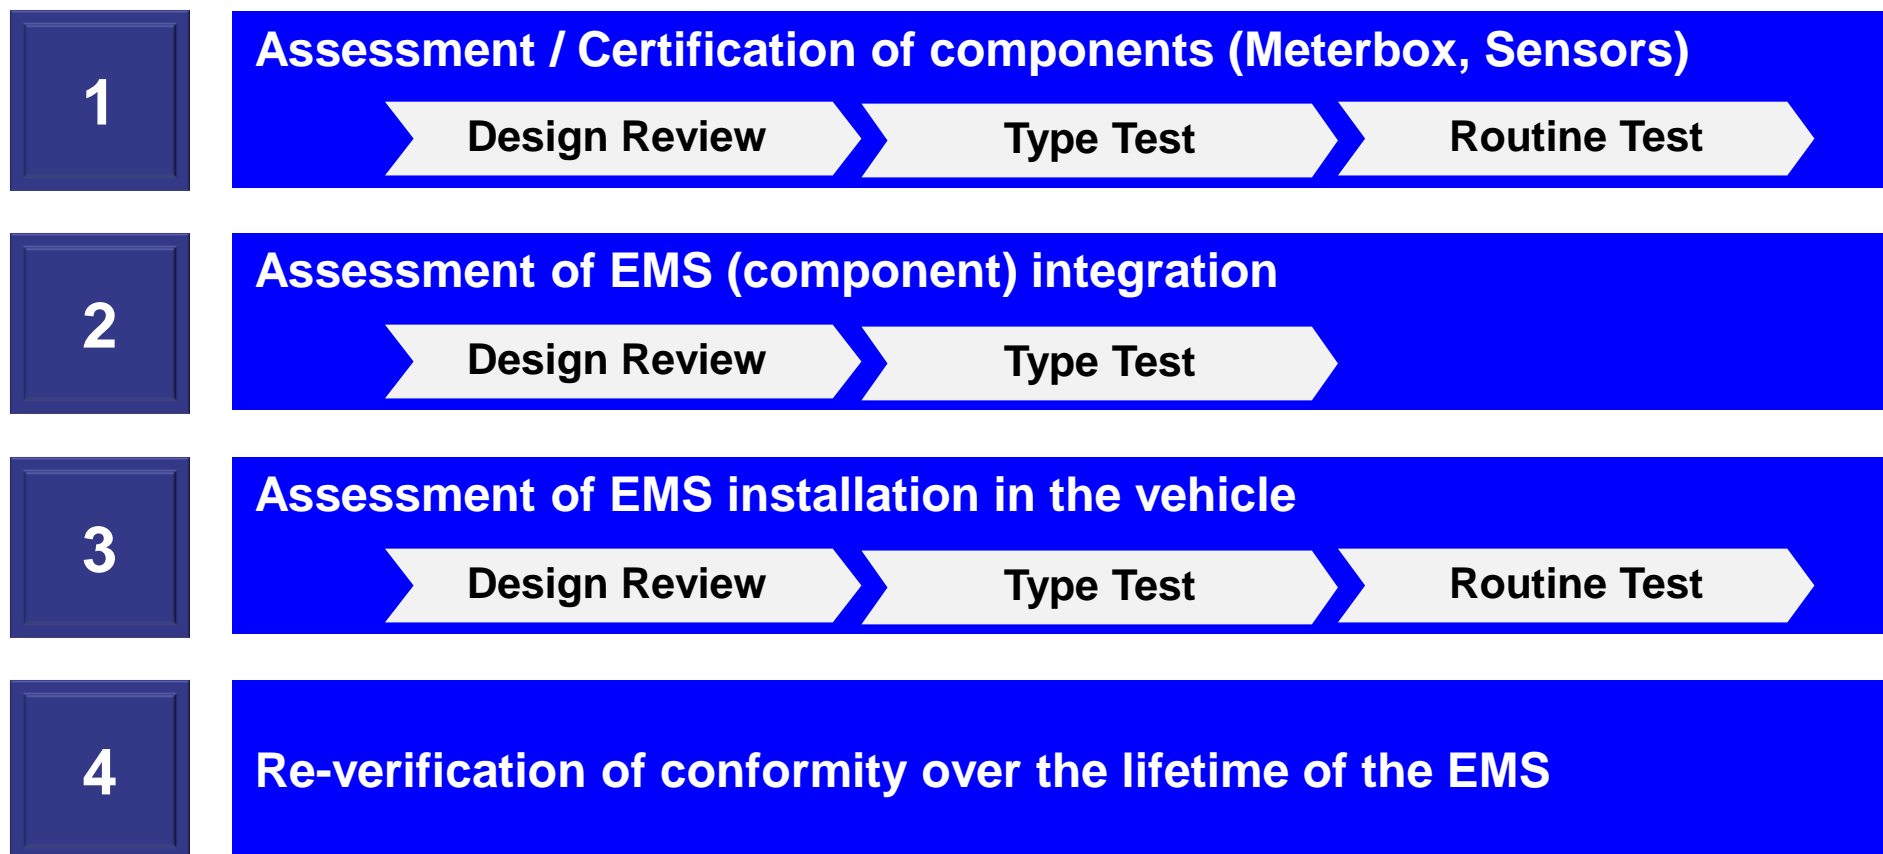 1
Assessment / Certification of components (Meterbox, Sensors)
Design Review
Type Test
Routine Test
2
Assessment of EMS (component) integration
Design Review
Type Test
3
Assessment of EMS installation in the vehicle
Design Review
Type Test
Routine Test
4
Re-verification of conformity over the lifetime of the EMS